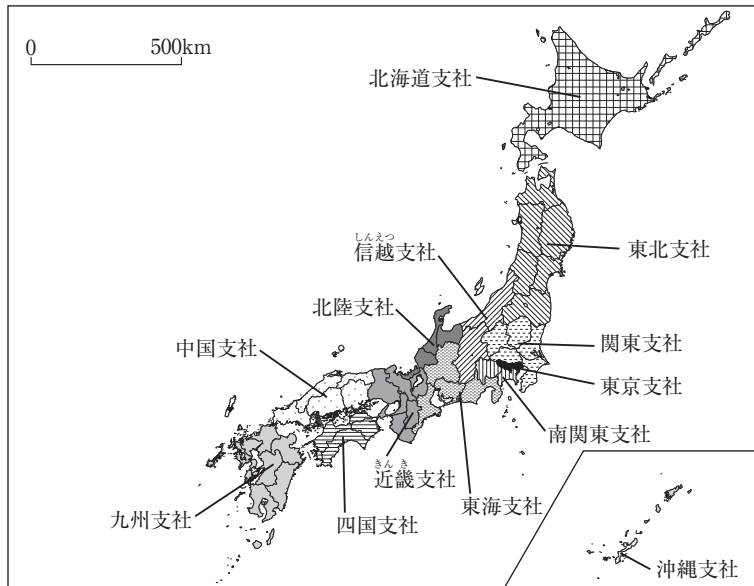 0 500km
北海道支社
しんえつ
信越支社
東北支社
北陸支社
関東支社
中国支社
東京支社
南関東支社
きんき
近畿支社
東海支社
九州支社
四国支社
沖縄支社